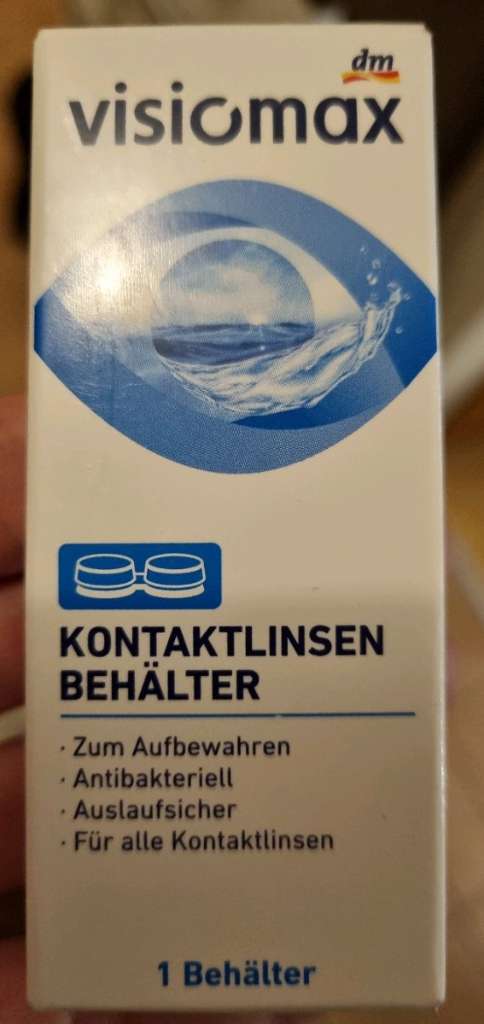 dm
visiomax
KONTAKTLINSEN
BEHÄLTER
· Zum Aufbewahren
· Antibakteriell
· Auslaufsicher
· Für alle Kontaktlinsen
1 Behälter